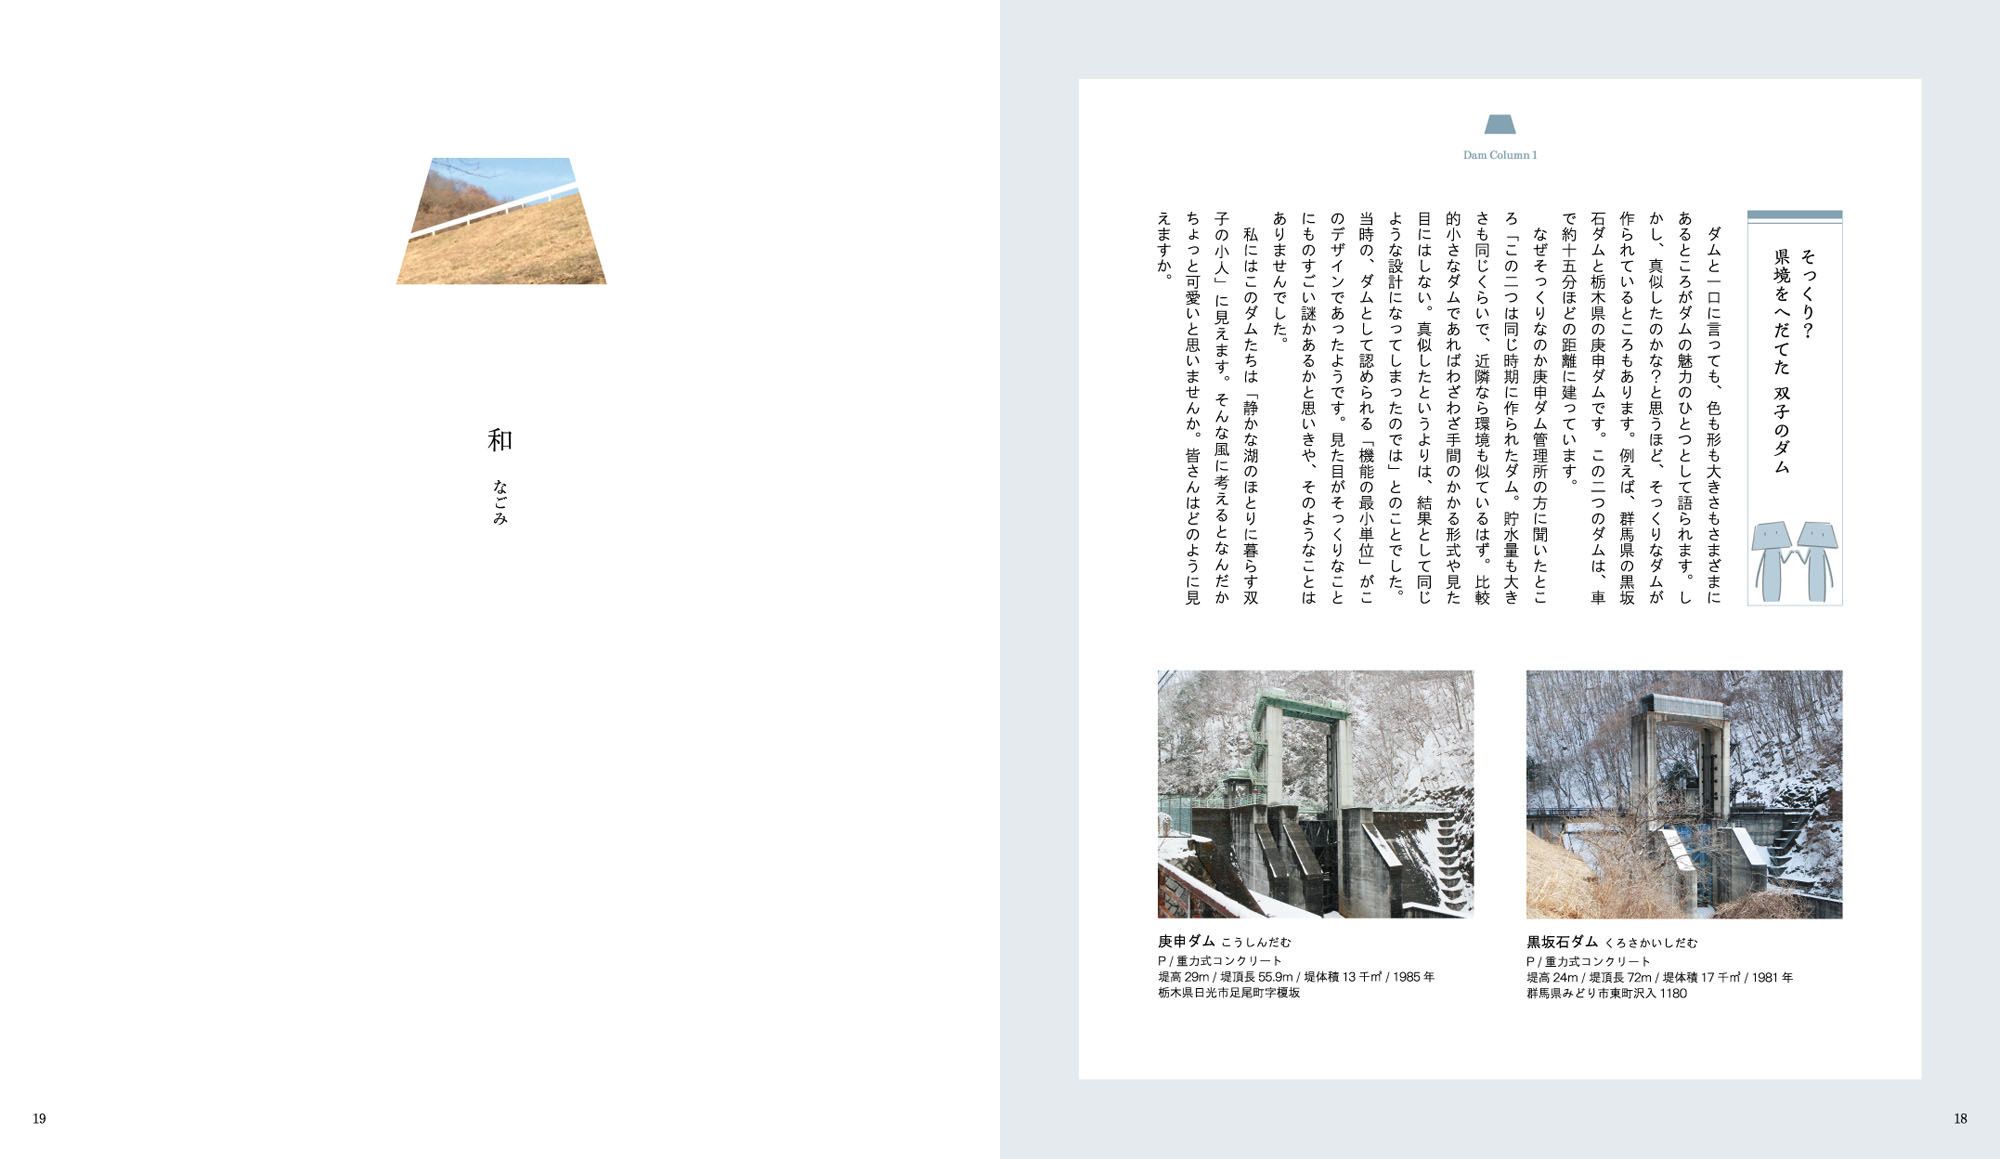 Dam Column 1
そっくり？
県境をへだてた 双子のダム
ダムと一口に言っても、色も形も大きさもさまざまに
あるところがダムの魅力のひとつとして語られます。し
かし、真似したのかな？と思うほど、そっくりなダムが
作られているところもあります。例えば、群馬県の黒坂
石ダムと栃木県の庚申ダムです。この二つのダムは、車
で約十五分ほどの距離に建っています。
なぜそっくりなのか庚申ダム管理所の方に聞いたとこ
ろ「この二つは同じ時期に作られたダム。貯水量も大き
さも同じくらいで、近隣なら環境も似ているはず。比較
的小さなダムであればわざわざ手間のかかる形式や見た
目にはしない。真似したというよりは、結果として同じ
ような設計になってしまったのでは」とのことでした。
当時の、ダムとして認められる「機能の最小単位」がこ
のデザインであったようです。見た目がそっくりなこと
にものすごい謎かあるかと思いきや、そのようなことは
ありませんでした。
私にはこのダムたちは「静かな湖のほとりに暮らす双
子の小人」に見えます。そんな風に考えるとなんだか
ちょっと可愛いと思いませんか。皆さんはどのように見
えますか。
黒坂石ダム くろさかいしだむ
P / 重力式コンクリート
堤高 24m / 堤頂長 72m / 堤体積 17 千㎥ / 1981 年
群馬県みどり市東町沢入 1180
庚申ダム こうしんだむ
P / 重力式コンクリート
堤高 29m / 堤頂長 55.9m / 堤体積 13 千㎥ / 1985 年
栃木県日光市足尾町字榎坂
18
和 なごみ
19